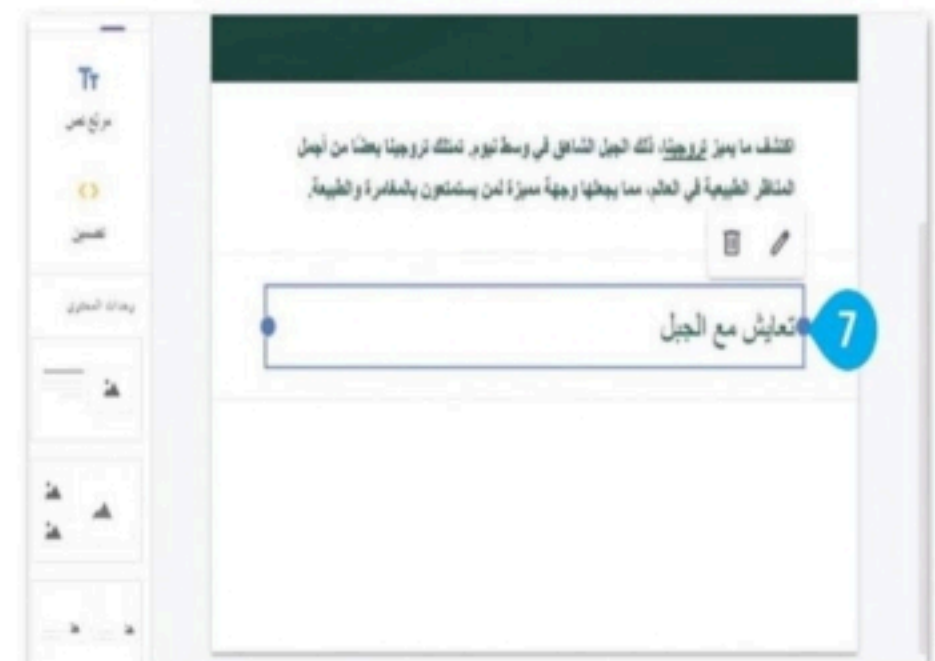 Tт
مربع نص
تضمين
وحدات المحتوى
اكتشف ما يميز تروجينا، ذلك الجبل الشاهق في وسط نيوم. تمتلك تروجينا بعضًا من أجمل
المناظر الطبيعية في العالم، مما يجعلها وجهة مميزة لمن يستمتعون بالمغامرة والطبيعة.
تعايش مع الجبل
7